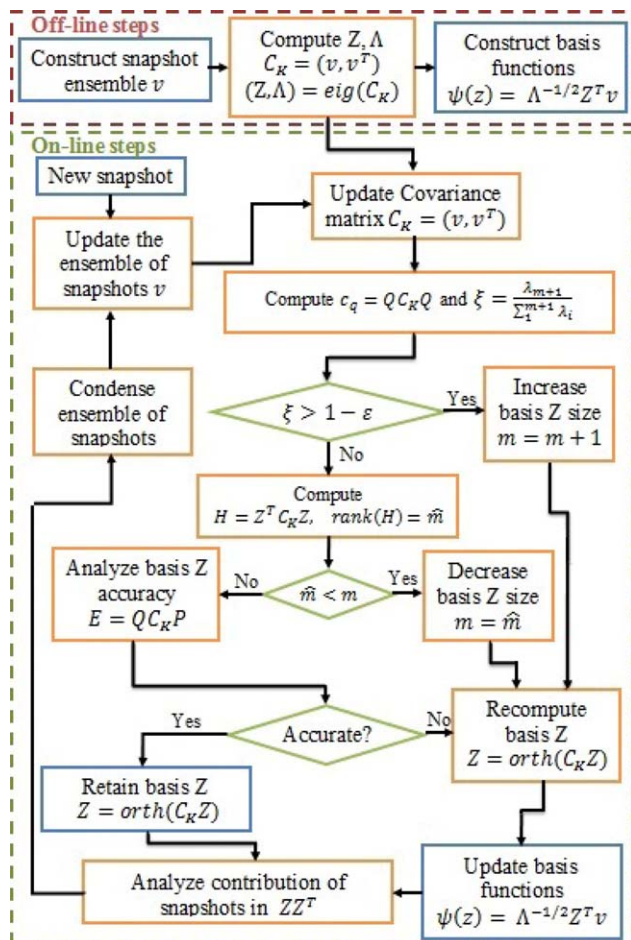 Off-line steps
Construct snapshot
ensemble v
Compute Z, Λ
C_K = (v, v^T)
(Z,Λ) = eig(C_K)
Construct basis
functions
ψ(z) = Λ^{-1/2}Z^T v
On-line steps
New snapshot
Update the
ensemble of
snapshots v
Update Covariance
matrix C_K = (v, v^T)
Compute c_q = QC_KQ and ξ = λ_{m+1} / ∑_1^{m+1} λ_i
Condense
ensemble of
snapshots
ξ > 1 − ε
Yes
Increase
basis Z size
m = m + 1
No
Compute
H = Z^T C_K Z, rank(H) = m̂
Analyze basis Z
accuracy
E = QC_KP
No
m̂ < m
Yes
Decrease
basis Z size
m = m̂
Yes
Accurate?
No
Recompute
basis Z
Z = orth(C_KZ)
Retain basis Z
Z = orth(C_KZ)
Analyze contribution of
snapshots in ZZ^T
Update basis
functions
ψ(z) = Λ^{-1/2}Z^T v